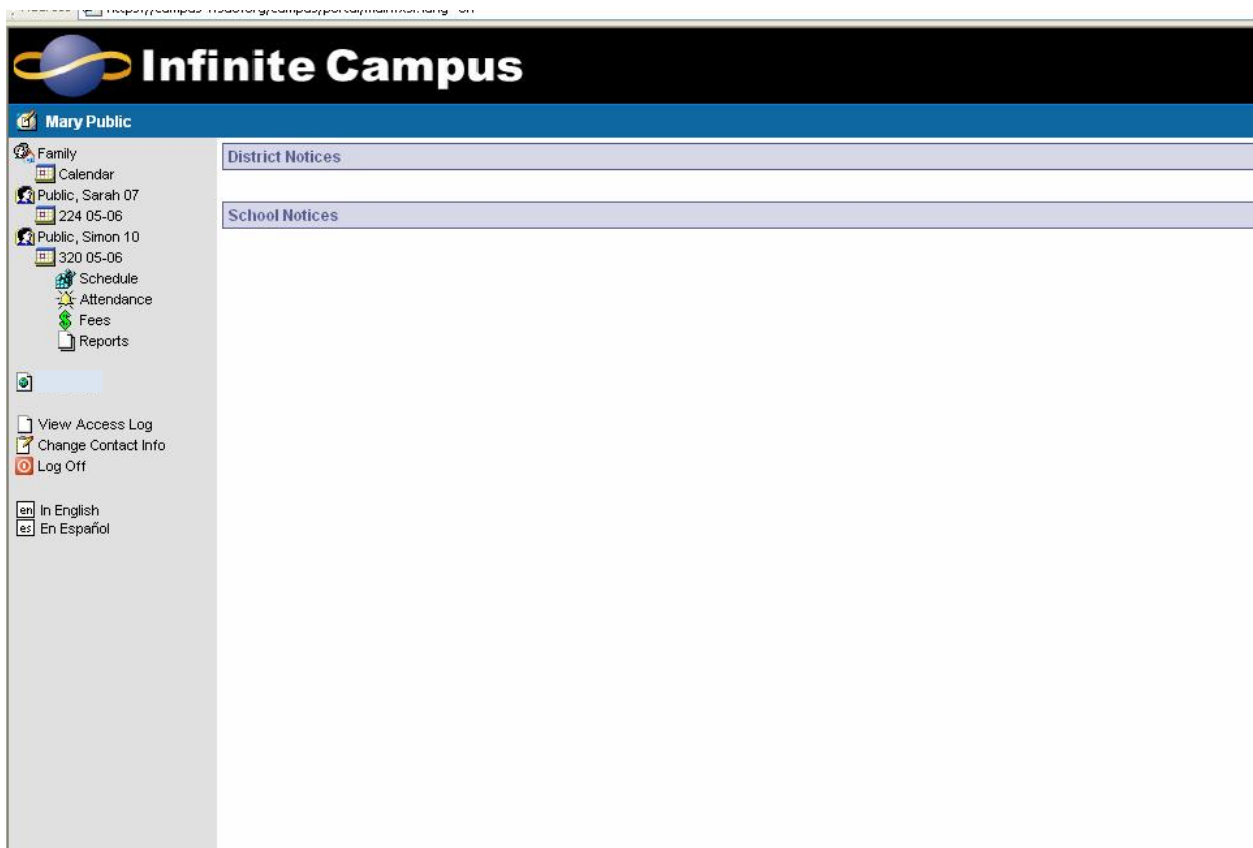 Infinite Campus
Mary Public
Family
Calendar
Public, Sarah 07
224 05-06
Public, Simon 10
320 05-06
Schedule
Attendance
Fees
Reports
View Access Log
Change Contact Info
Log Off
en In English
es En Español
District Notices
School Notices